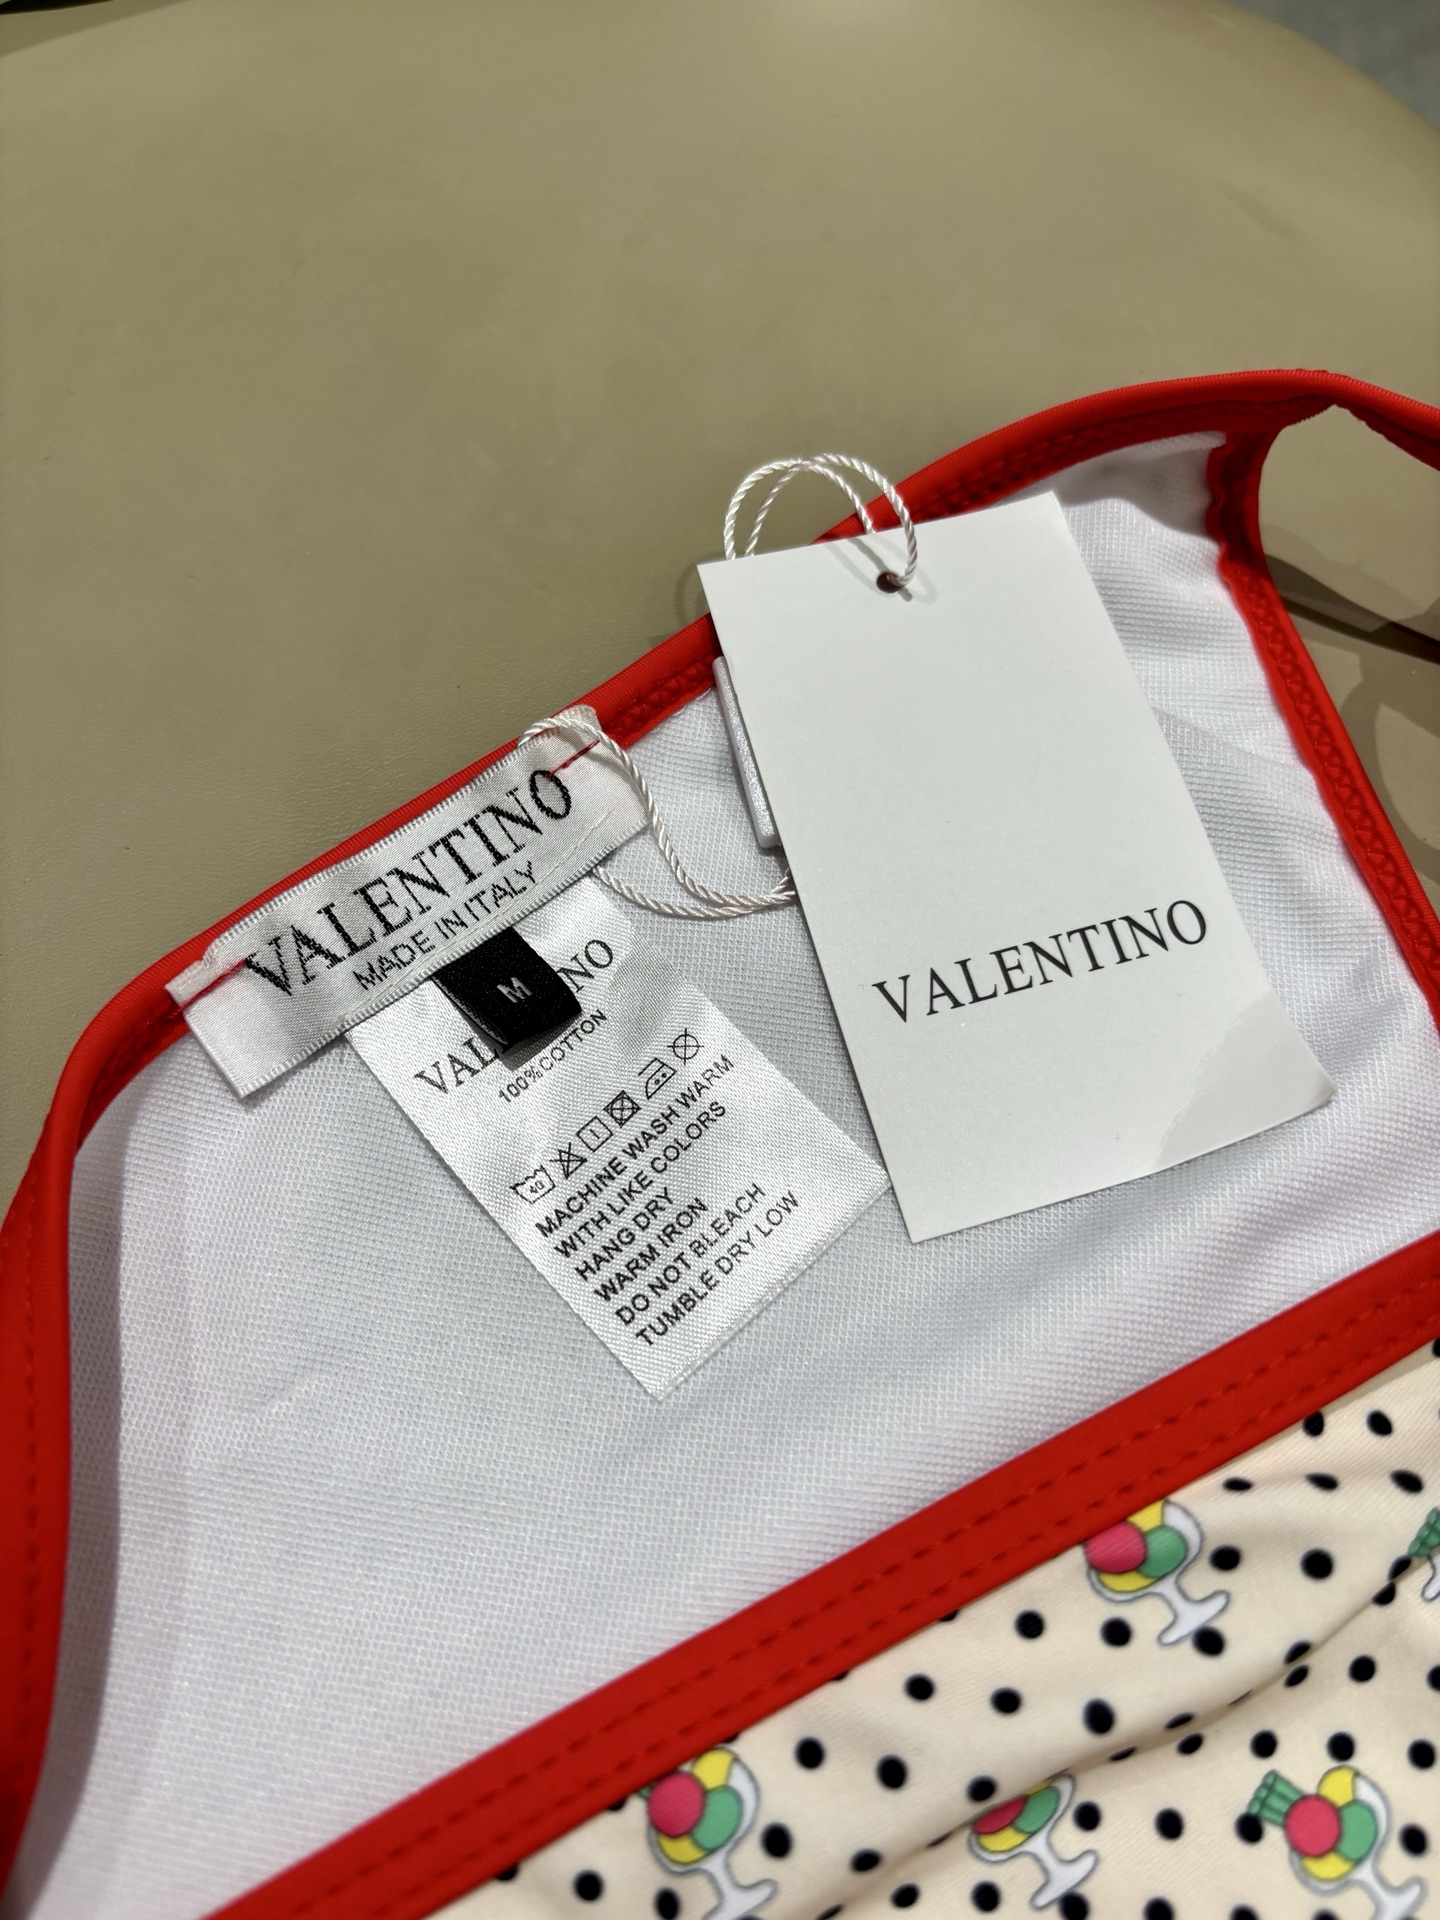 VALENTINO
MADE IN ITALY
M
VAL NO
100%COTTON
40
MACHINE WASH WARM
WITH LIKE COLORS
HANG DRY
WARM IRON
DO NOT BLEACH
TUMBLE DRY LOW
VALENTINO